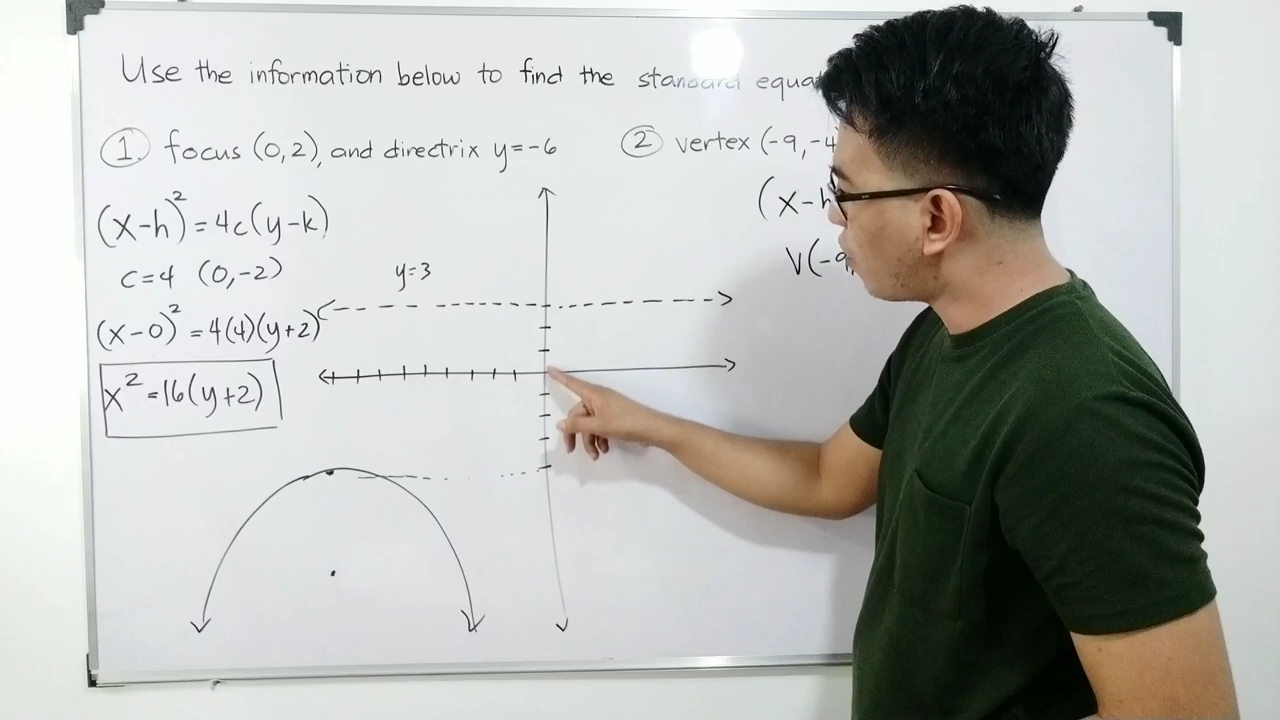 Use the information below to find the standard
1. focus (0,2), and directrix y=-6
(x-h)²=4c(y-k)
c=4 (0,-2)
(x-0)²=4(4)(y+2)
x²=16(y+2)
y=3
2 vertex (-9,-4
(x-h
V(-9,